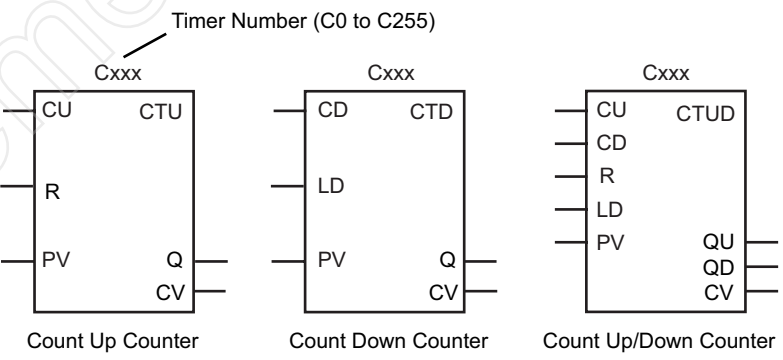 Timer Number (C0 to C255)
Cxxx
CU CTU
R
PV Q
CV
Count Up Counter
Cxxx
CD CTD
LD
PV Q
CV
Count Down Counter
Cxxx
CU CTUD
CD
R
LD
PV QU
QD
CV
Count Up/Down Counter